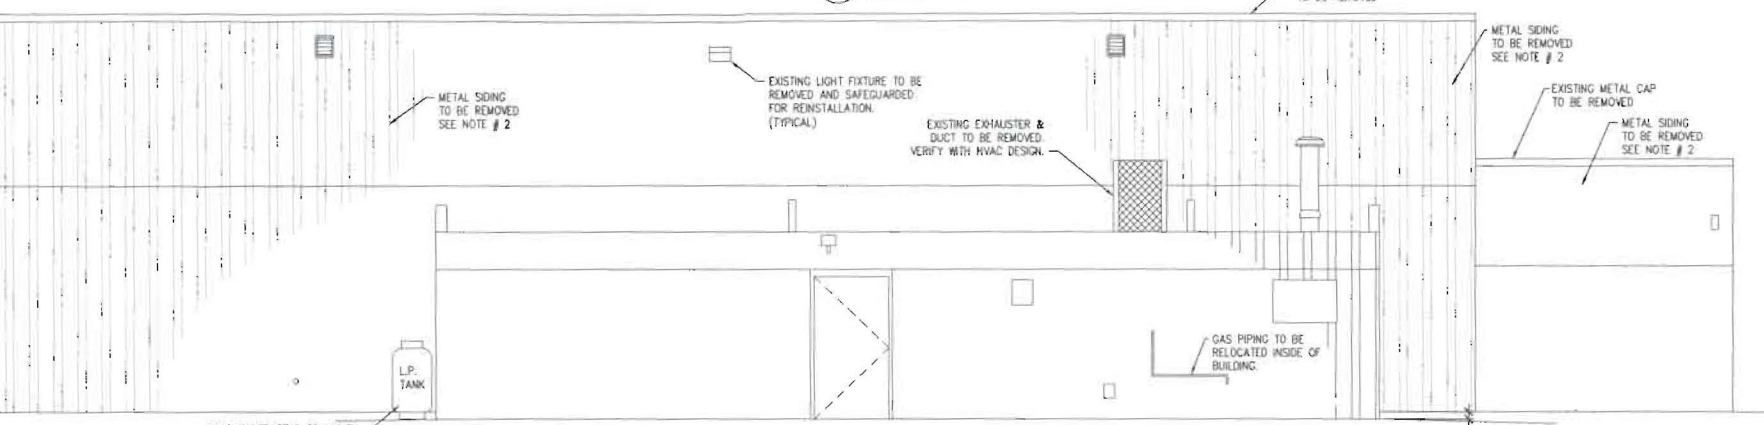 METAL SIDING
TO BE REMOVED
SEE NOTE # 2
EXISTING LIGHT FIXTURE TO BE
REMOVED AND SAFEGUARDED
FOR REINSTALLATION.
(TYPICAL)
EXISTING EXHAUSTER &
DUCT TO BE REMOVED.
VERIFY WITH HVAC DESIGN.
METAL SIDING
TO BE REMOVED
SEE NOTE # 2
EXISTING METAL CAP
TO BE REMOVED
METAL SIDING
TO BE REMOVED
SEE NOTE # 2
L.P.
TANK
GAS PIPING TO BE
RELOCATED INSIDE OF
BUILDING.